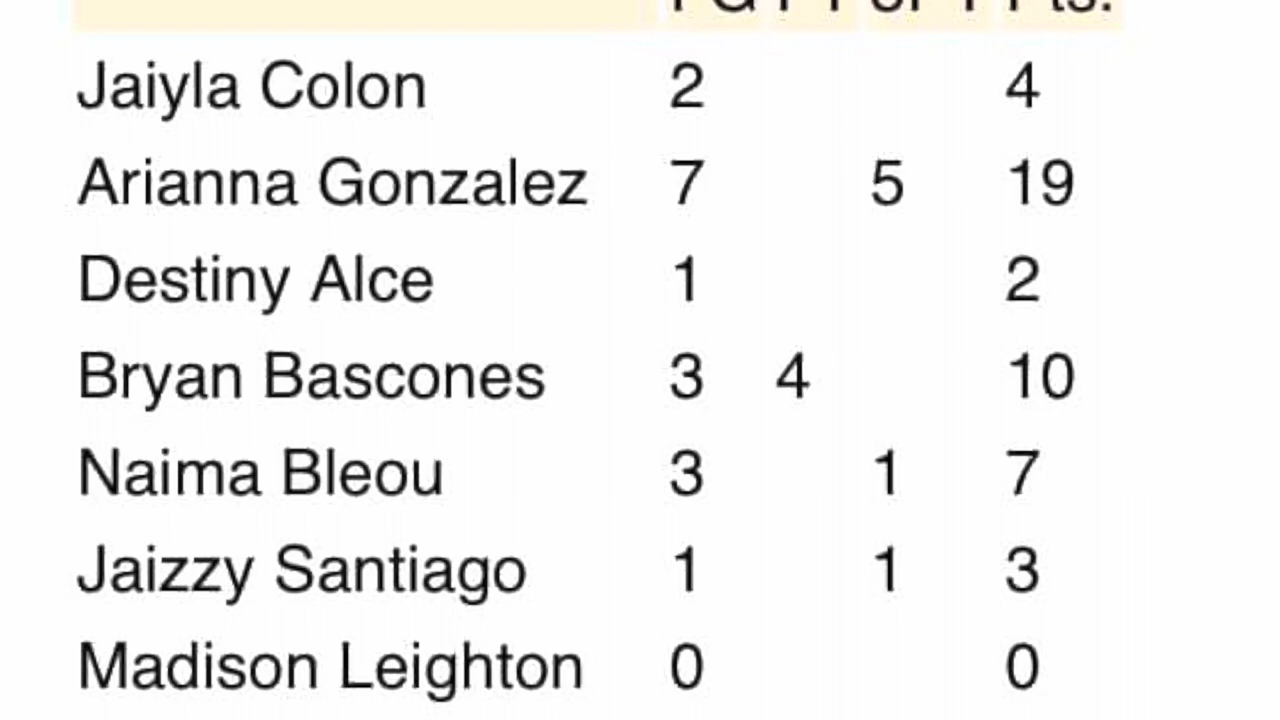 Pts.
Jaiyla Colon 2 4
Arianna Gonzalez 7 5 19
Destiny Alce 1 2
Bryan Bascones 3 4 10
Naima Bleou 3 1 7
Jaizzy Santiago 1 1 3
Madison Leighton 0 0